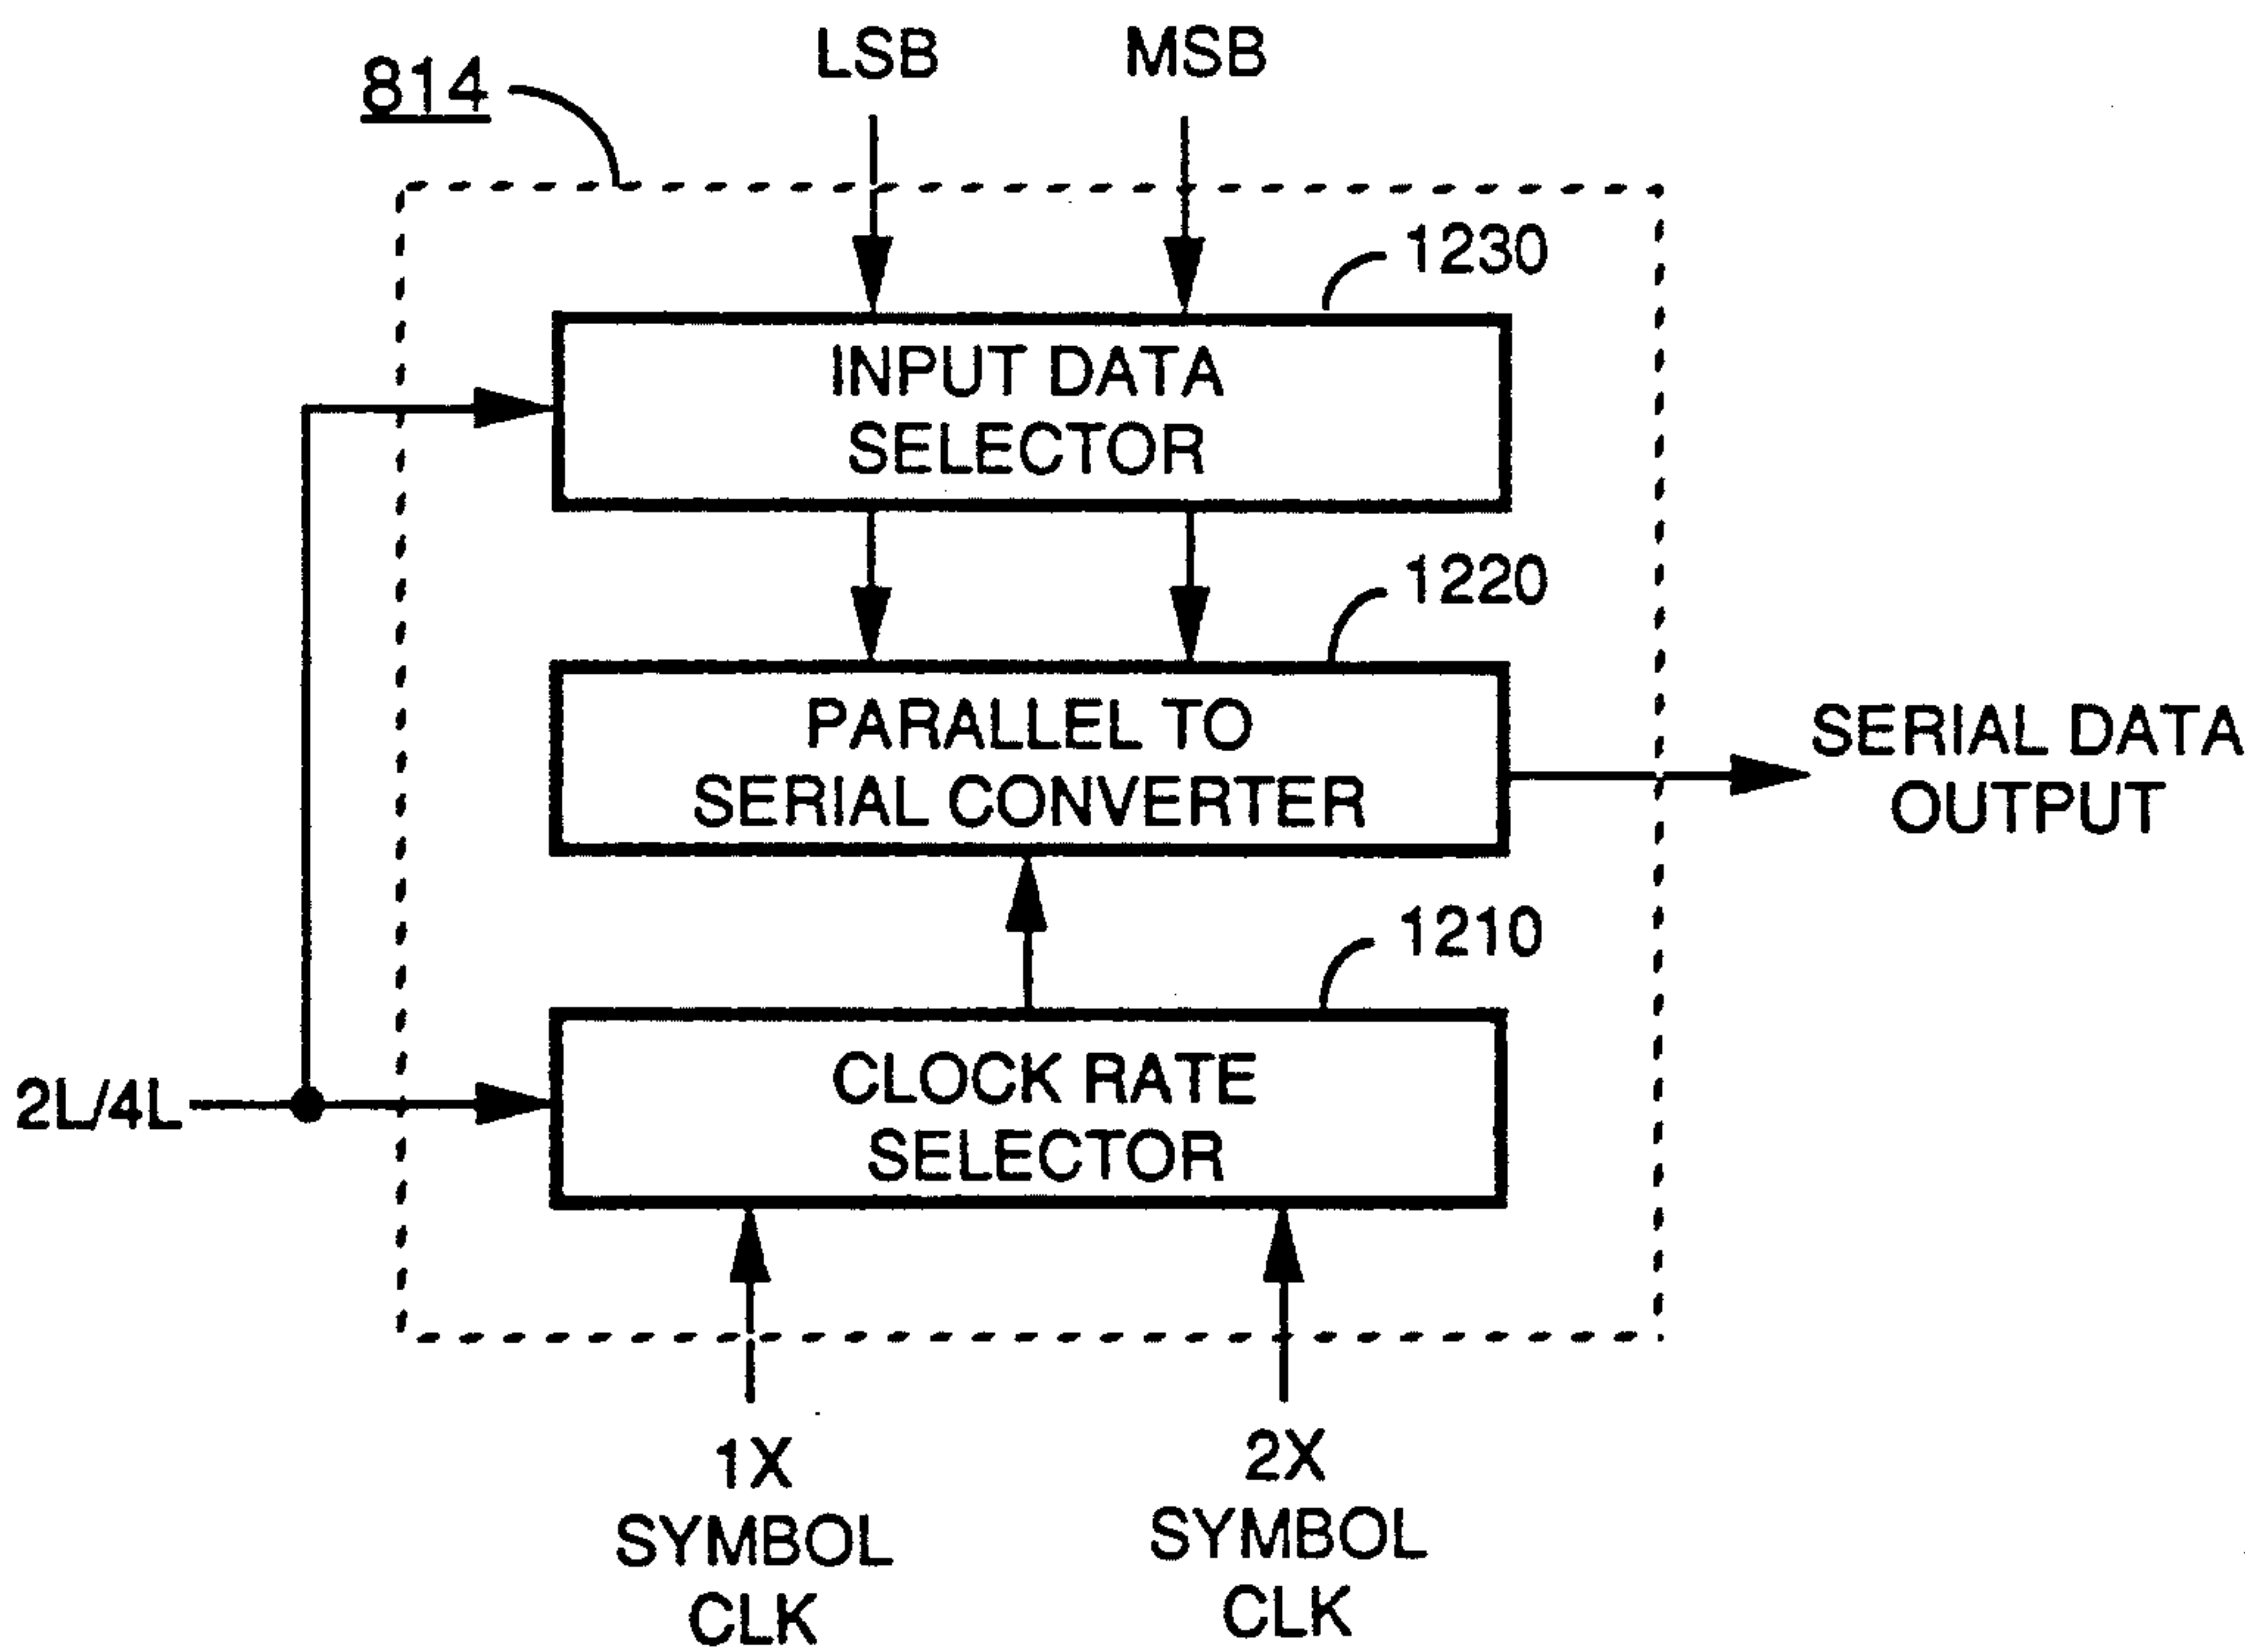 814
LSB
MSB
1230
INPUT DATA
SELECTOR
1220
PARALLEL TO
SERIAL CONVERTER
SERIAL DATA
OUTPUT
1210
2L/4L
CLOCK RATE
SELECTOR
1X
SYMBOL
CLK
2X
SYMBOL
CLK